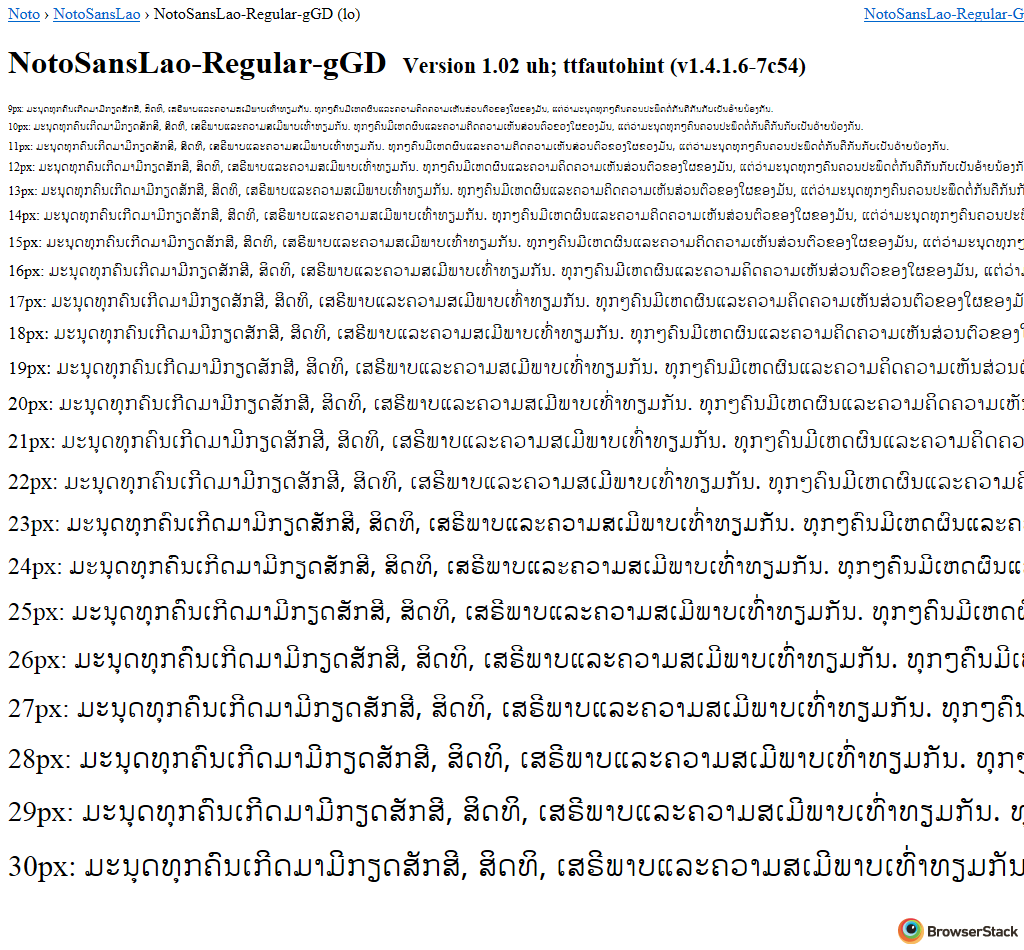 Noto › NotoSansLao › NotoSansLao-Regular-gGD (lo)
NotoSansLao-Regular-G
NotoSansLao-Regular-gGD Version 1.02 uh; ttfautohint (v1.4.1.6-7c54)
9px: ມະນຸດທຸກຄົນເກີດມາມີກຽດສັກສີ, ສິດທິ, ເສຣີພາບແລະຄວາມສເມີພາບເທົ່າທຽມກັນ. ທຸກໆຄົນມີເຫດຜົນແລະຄວາມຄິດຄວາມເຫັນສ່ວນຕົວຂອງໃຜຂອງມັນ, ແຕ່ວ່າມະນຸດທຸກໆຄົນຄວນປະພຶດຕໍ່ກັນຄືກັນກັບເປັນອ້າຍນ້ອງກັນ.
10px: ມະນຸດທຸກຄົນເກີດມາມີກຽດສັກສີ, ສິດທິ, ເສຣີພາບແລະຄວາມສເມີພາບເທົ່າທຽມກັນ. ທຸກໆຄົນມີເຫດຜົນແລະຄວາມຄິດຄວາມເຫັນສ່ວນຕົວຂອງໃຜຂອງມັນ, ແຕ່ວ່າມະນຸດທຸກໆຄົນຄວນປະພຶດຕໍ່ກັນຄືກັນກັບເປັນອ້າຍນ້ອງກັນ.
11px: ມະນຸດທຸກຄົນເກີດມາມີກຽດສັກສີ, ສິດທິ, ເສຣີພາບແລະຄວາມສເມີພາບເທົ່າທຽມກັນ. ທຸກໆຄົນມີເຫດຜົນແລະຄວາມຄິດຄວາມເຫັນສ່ວນຕົວຂອງໃຜຂອງມັນ, ແຕ່ວ່າມະນຸດທຸກໆຄົນຄວນປະພຶດຕໍ່ກັນຄືກັນກັບເປັນອ້າຍນ້ອງກັນ.
12px: ມະນຸດທຸກຄົນເກີດມາມີກຽດສັກສີ, ສິດທິ, ເສຣີພາບແລະຄວາມສເມີພາບເທົ່າທຽມກັນ. ທຸກໆຄົນມີເຫດຜົນແລະຄວາມຄິດຄວາມເຫັນສ່ວນຕົວຂອງໃຜຂອງມັນ, ແຕ່ວ່າມະນຸດທຸກໆຄົນຄວນປະພຶດຕໍ່ກັນຄືກັນກັບເປັນອ້າຍນ້ອງກັ
13px: ມະນຸດທຸກຄົນເກີດມາມີກຽດສັກສີ, ສິດທິ, ເສຣີພາບແລະຄວາມສເມີພາບເທົ່າທຽມກັນ. ທຸກໆຄົນມີເຫດຜົນແລະຄວາມຄິດຄວາມເຫັນສ່ວນຕົວຂອງໃຜຂອງມັນ, ແຕ່ວ່າມະນຸດທຸກໆຄົນຄວນປະພຶດຕໍ່ກັນຄືກັນກັ
14px: ມະນຸດທຸກຄົນເກີດມາມີກຽດສັກສີ, ສິດທິ, ເສຣີພາບແລະຄວາມສເມີພາບເທົ່າທຽມກັນ. ທຸກໆຄົນມີເຫດຜົນແລະຄວາມຄິດຄວາມເຫັນສ່ວນຕົວຂອງໃຜຂອງມັນ, ແຕ່ວ່າມະນຸດທຸກໆຄົນຄວນປະພຶ
15px: ມະນຸດທຸກຄົນເກີດມາມີກຽດສັກສີ, ສິດທິ, ເສຣີພາບແລະຄວາມສເມີພາບເທົ່າທຽມກັນ. ທຸກໆຄົນມີເຫດຜົນແລະຄວາມຄິດຄວາມເຫັນສ່ວນຕົວຂອງໃຜຂອງມັນ, ແຕ່ວ່າມະນຸດທຸກໆ
16px: ມະນຸດທຸກຄົນເກີດມາມີກຽດສັກສີ, ສິດທິ, ເສຣີພາບແລະຄວາມສເມີພາບເທົ່າທຽມກັນ. ທຸກໆຄົນມີເຫດຜົນແລະຄວາມຄິດຄວາມເຫັນສ່ວນຕົວຂອງໃຜຂອງມັນ, ແຕ່ວ່າ
17px: ມະນຸດທຸກຄົນເກີດມາມີກຽດສັກສີ, ສິດທິ, ເສຣີພາບແລະຄວາມສເມີພາບເທົ່າທຽມກັນ. ທຸກໆຄົນມີເຫດຜົນແລະຄວາມຄິດຄວາມເຫັນສ່ວນຕົວຂອງໃຜຂອງມັ
18px: ມະນຸດທຸກຄົນເກີດມາມີກຽດສັກສີ, ສິດທິ, ເສຣີພາບແລະຄວາມສເມີພາບເທົ່າທຽມກັນ. ທຸກໆຄົນມີເຫດຜົນແລະຄວາມຄິດຄວາມເຫັນສ່ວນຕົວຂອງໃ
19px: ມະນຸດທຸກຄົນເກີດມາມີກຽດສັກສີ, ສິດທິ, ເສຣີພາບແລະຄວາມສເມີພາບເທົ່າທຽມກັນ. ທຸກໆຄົນມີເຫດຜົນແລະຄວາມຄິດຄວາມເຫັນສ່ວນຕົ
20px: ມະນຸດທຸກຄົນເກີດມາມີກຽດສັກສີ, ສິດທິ, ເສຣີພາບແລະຄວາມສເມີພາບເທົ່າທຽມກັນ. ທຸກໆຄົນມີເຫດຜົນແລະຄວາມຄິດຄວາມເຫັ
21px: ມະນຸດທຸກຄົນເກີດມາມີກຽດສັກສີ, ສິດທິ, ເສຣີພາບແລະຄວາມສເມີພາບເທົ່າທຽມກັນ. ທຸກໆຄົນມີເຫດຜົນແລະຄວາມຄິດຄວ
22px: ມະນຸດທຸກຄົນເກີດມາມີກຽດສັກສີ, ສິດທິ, ເສຣີພາບແລະຄວາມສເມີພາບເທົ່າທຽມກັນ. ທຸກໆຄົນມີເຫດຜົນແລະຄວາມຄິ
23px: ມະນຸດທຸກຄົນເກີດມາມີກຽດສັກສີ, ສິດທິ, ເສຣີພາບແລະຄວາມສເມີພາບເທົ່າທຽມກັນ. ທຸກໆຄົນມີເຫດຜົນແລະຄ
24px: ມະນຸດທຸກຄົນເກີດມາມີກຽດສັກສີ, ສິດທິ, ເສຣີພາບແລະຄວາມສເມີພາບເທົ່າທຽມກັນ. ທຸກໆຄົນມີເຫດຜົນແ
25px: ມະນຸດທຸກຄົນເກີດມາມີກຽດສັກສີ, ສິດທິ, ເສຣີພາບແລະຄວາມສເມີພາບເທົ່າທຽມກັນ. ທຸກໆຄົນມີເຫດຜົ
26px: ມະນຸດທຸກຄົນເກີດມາມີກຽດສັກສີ, ສິດທິ, ເສຣີພາບແລະຄວາມສເມີພາບເທົ່າທຽມກັນ. ທຸກໆຄົນມີເ
27px: ມະນຸດທຸກຄົນເກີດມາມີກຽດສັກສີ, ສິດທິ, ເສຣີພາບແລະຄວາມສເມີພາບເທົ່າທຽມກັນ. ທຸກໆຄົນ
28px: ມະນຸດທຸກຄົນເກີດມາມີກຽດສັກສີ, ສິດທິ, ເສຣີພາບແລະຄວາມສເມີພາບເທົ່າທຽມກັນ. ທຸກໆ
29px: ມະນຸດທຸກຄົນເກີດມາມີກຽດສັກສີ, ສິດທິ, ເສຣີພາບແລະຄວາມສເມີພາບເທົ່າທຽມກັນ. ທຸ
30px: ມະນຸດທຸກຄົນເກີດມາມີກຽດສັກສີ, ສິດທິ, ເສຣີພາບແລະຄວາມສເມີພາບເທົ່າທຽມກັນ
BrowserStack